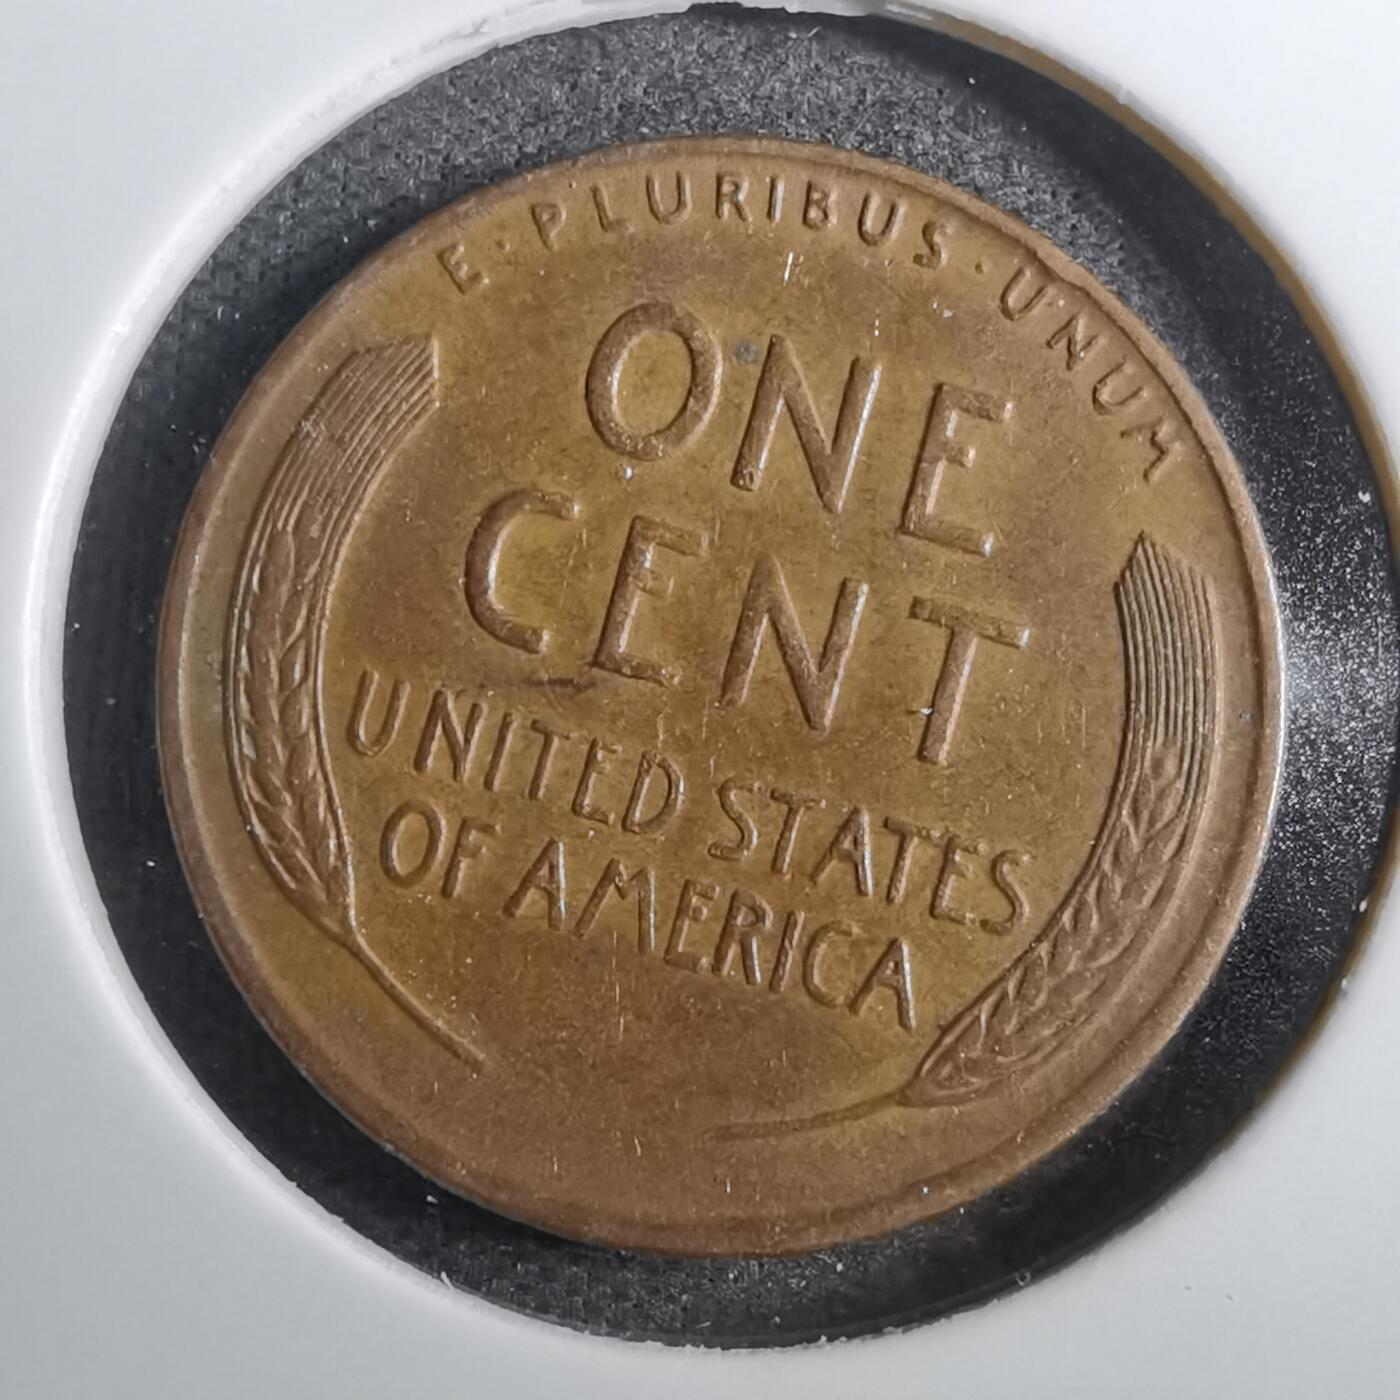 E·PLURIBUS·UNUM
ONE
CENT
UNITED STATES
OF AMERICA